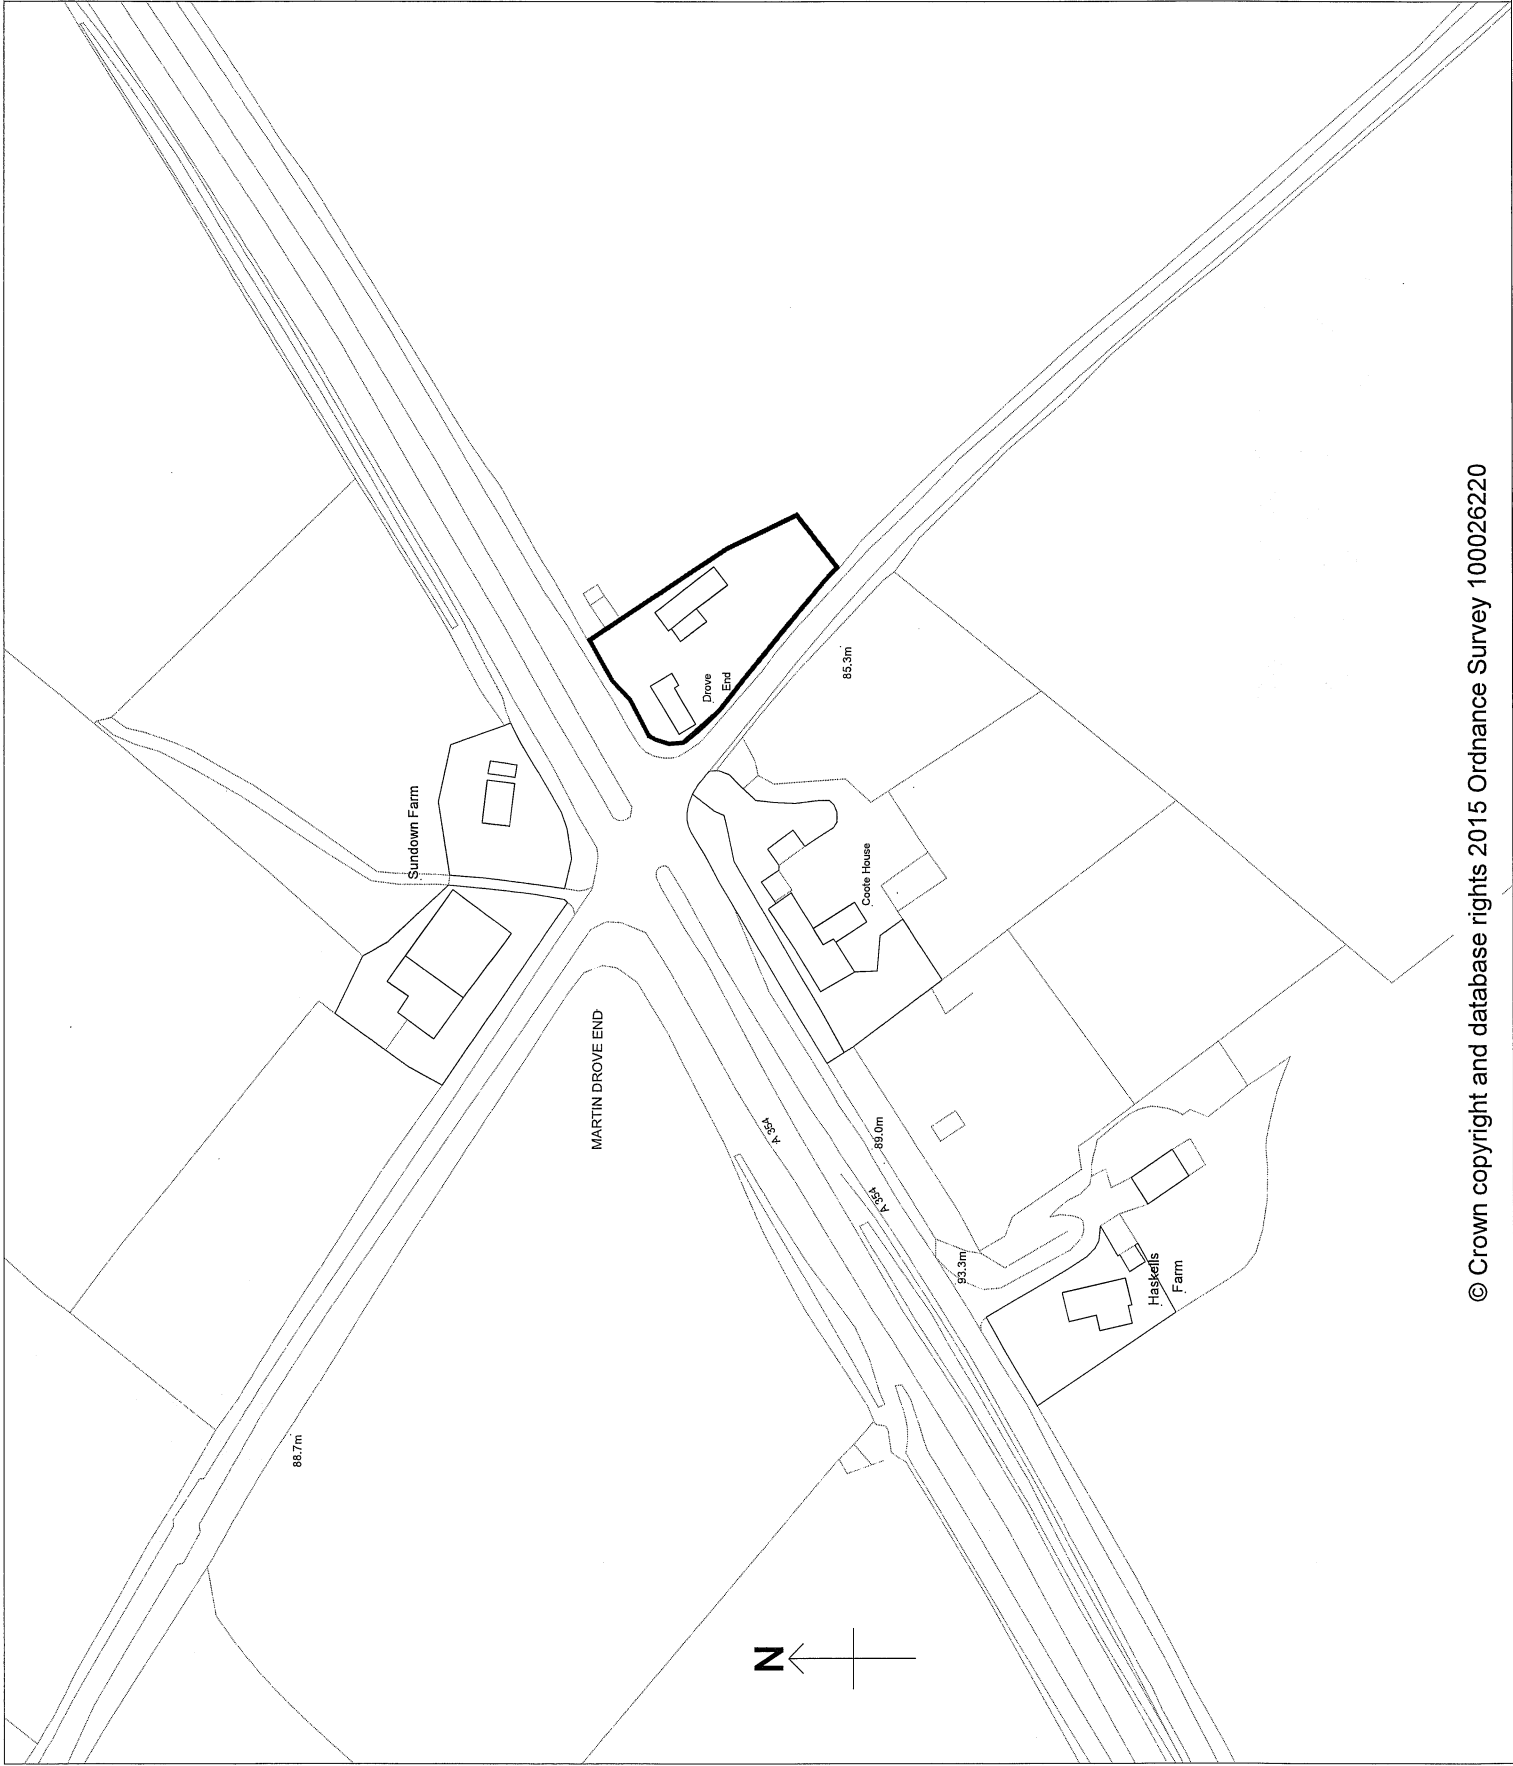 Sundown Farm
Drove
End
85.3m
Coote House
MARTIN DROVE END
A 354
89.0m
A 354
93.3m
Haskells
Farm
88.7m
N
© Crown copyright and database rights 2015 Ordnance Survey 100026220